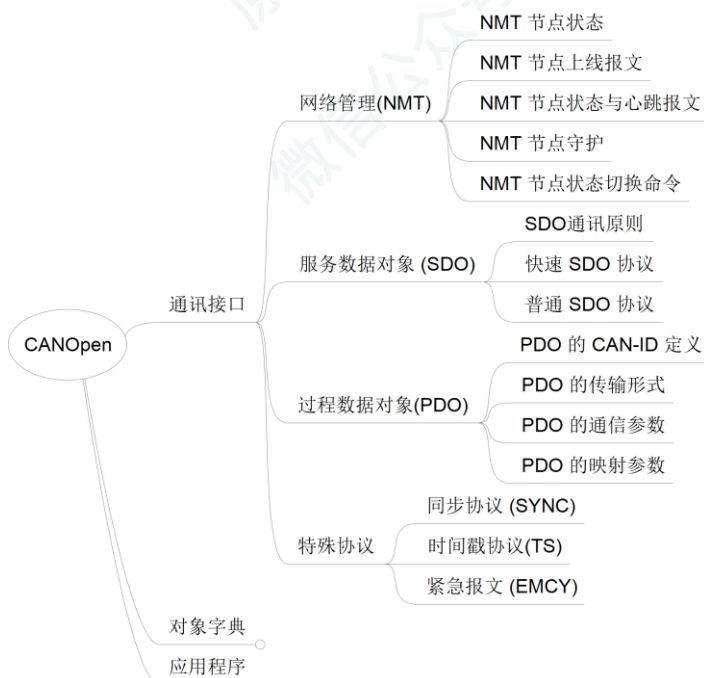 NMT 节点状态
NMT 节点上线报文
网络管理(NMT)
NMT 节点状态与心跳报文
NMT 节点守护
NMT 节点状态切换命令
SDO通讯原则
服务数据对象 (SDO)
快速 SDO 协议
普通 SDO 协议
通讯接口
CANOpen
PDO 的 CAN-ID 定义
PDO 的传输形式
过程数据对象(PDO)
PDO 的通信参数
PDO 的映射参数
同步协议 (SYNC)
特殊协议
时间戳协议(TS)
紧急报文 (EMCY)
对象字典
应用程序
微信公众号